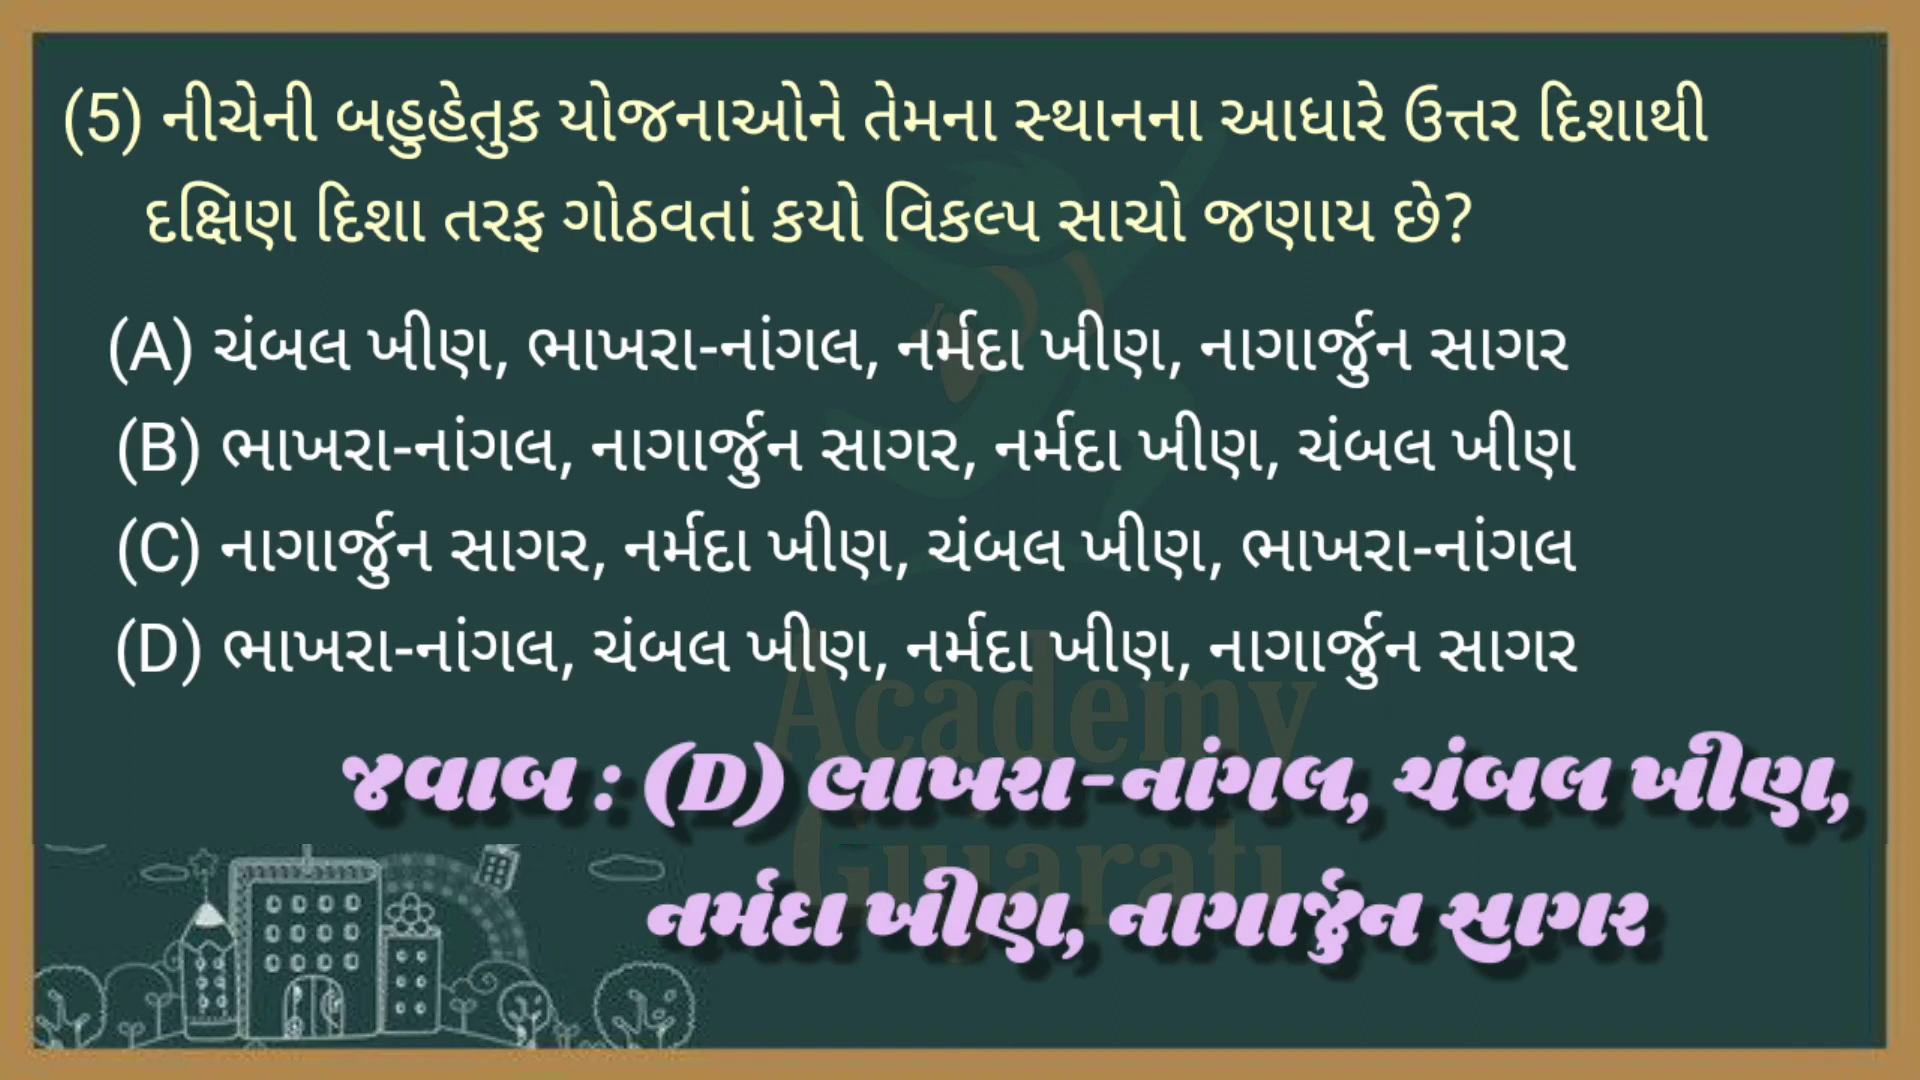 (5) નીચેની બહુહેતુક યોજનાઓને તેમના સ્થાનના આધારે ઉત્તર દિશાથી
દક્ષિણ દિશા તરફ ગોઠવતાં કયો વિકલ્પ સાચો જણાય છે?
(A) ચંબલ ખીણ, ભાખરા-નાંગલ, નર્મદા ખીણ, નાગાર્જુન સાગર
(B) ભાખરા-નાંગલ, નાગાર્જુન સાગર, નર્મદા ખીણ, ચંબલ ખીણ
(C) નાગાર્જુન સાગર, નર્મદા ખીણ, ચંબલ ખીણ, ભાખરા-નાંગલ
(D) ભાખરા-નાંગલ, ચંબલ ખીણ, નર્મદા ખીણ, નાગાર્જુન સાગર
Academy
જવાબ : (D) ભાખરા-નાંગલ, ચંબલ ખીણ,
Gujarati
નર્મદા ખીણ, નાગાર્જુન સાગર